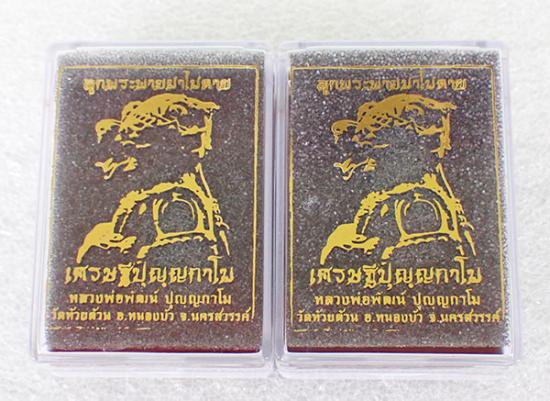 ลูกพระพายม้าไม่ตาย
เศรษฐีปุญญกาโม
หลวงพ่อพัฒน์ ปุญญกาโม
วัดห้วยด้วน อ.หนองบัว จ.นครสวรรค์
ลูกพระพายม้าไม่ตาย
เศรษฐีปุญญกาโม
หลวงพ่อพัฒน์ ปุญญกาโม
วัดห้วยด้วน อ.หนองบัว จ.นครสวรรค์